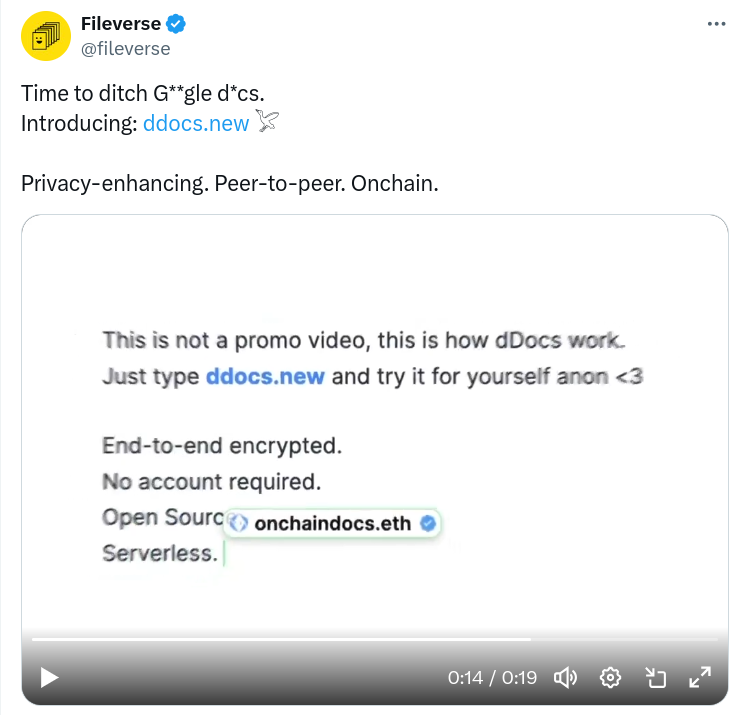 Fileverse
@fileverse
Time to ditch G**gle d*cs.
Introducing: ddocs.new
Privacy-enhancing. Peer-to-peer. Onchain.
This is not a promo video, this is how dDocs work.
Just type ddocs.new and try it for yourself anon <3
End-to-end encrypted.
No account required.
Open Sourc
onchaindocs.eth
Serverless.
0:14 / 0:19